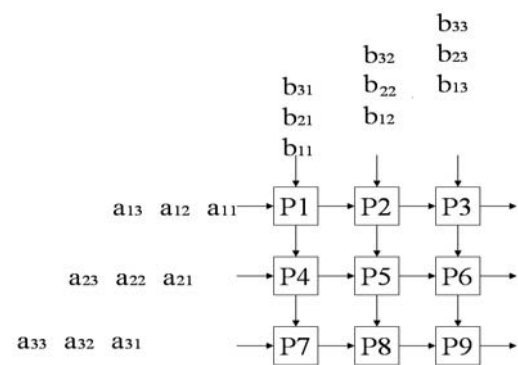 b₃₃
b₃₂ b₂₃
b₃₁ b₂₂ b₁₃
b₂₁ b₁₂
b₁₁
a₁₃ a₁₂ a₁₁ P1 P2 P3
a₂₃ a₂₂ a₂₁ P4 P5 P6
a₃₃ a₃₂ a₃₁ P7 P8 P9